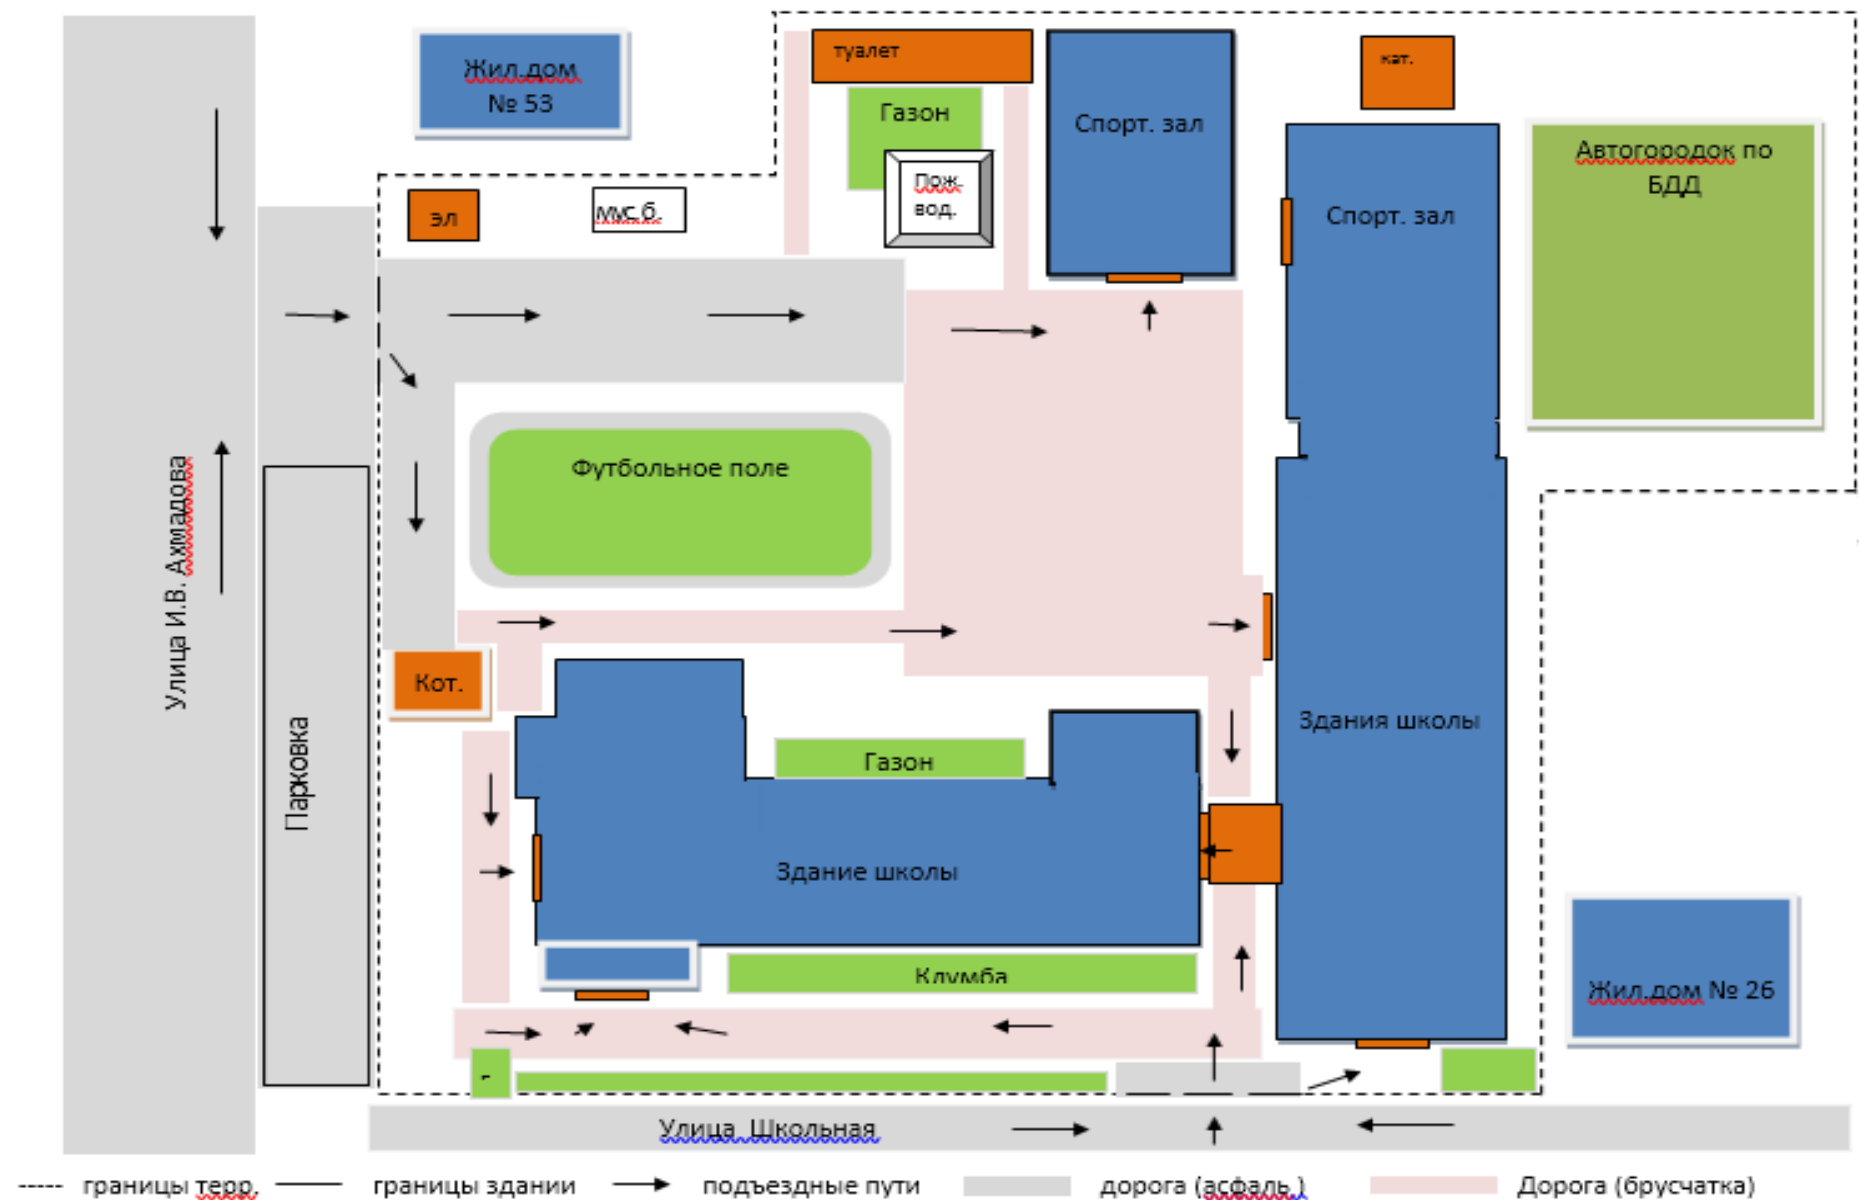 туалет
кат.
Жил.дом
№ 53
Газон
Спорт. зал
Автогородок по
БДД
Пож.
вод.
эл
мус.б.
Спорт. зал
Футбольное поле
Улица И.В. Ахмадова
Кот.
Парковка
Здания школы
Газон
Здание школы
Клумба
Жил.дом № 26
Улица Школьная
границы терр.
границы здании
подъездные пути
дорога (асфаль.)
Дорога (брусчатка)